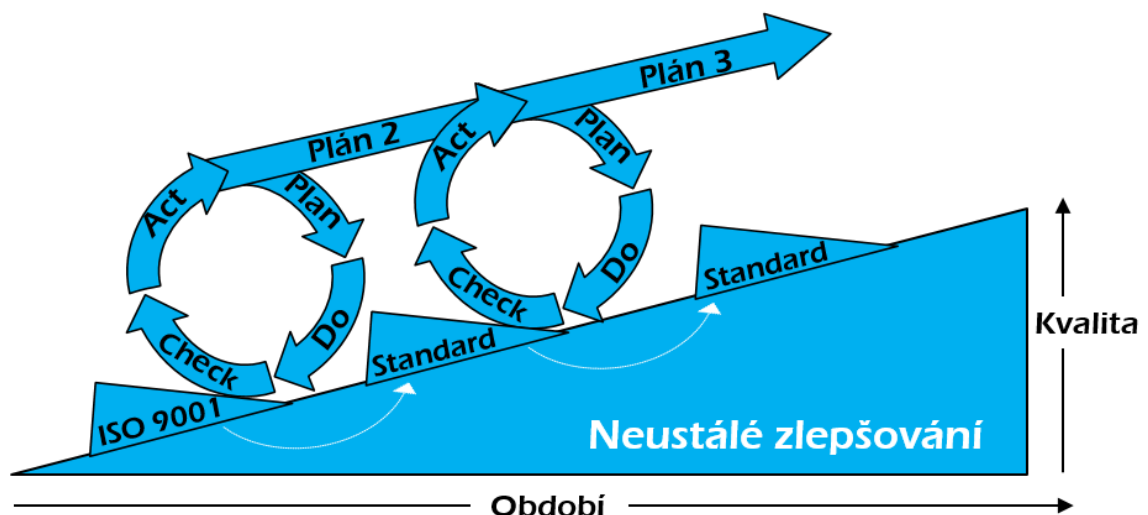 Plán 3
Plán 2
Act
Plan
Do
Check
Act
Plan
Do
Check
ISO 9001
Standard
Standard
Kvalita
Neustálé zlepšování
Období